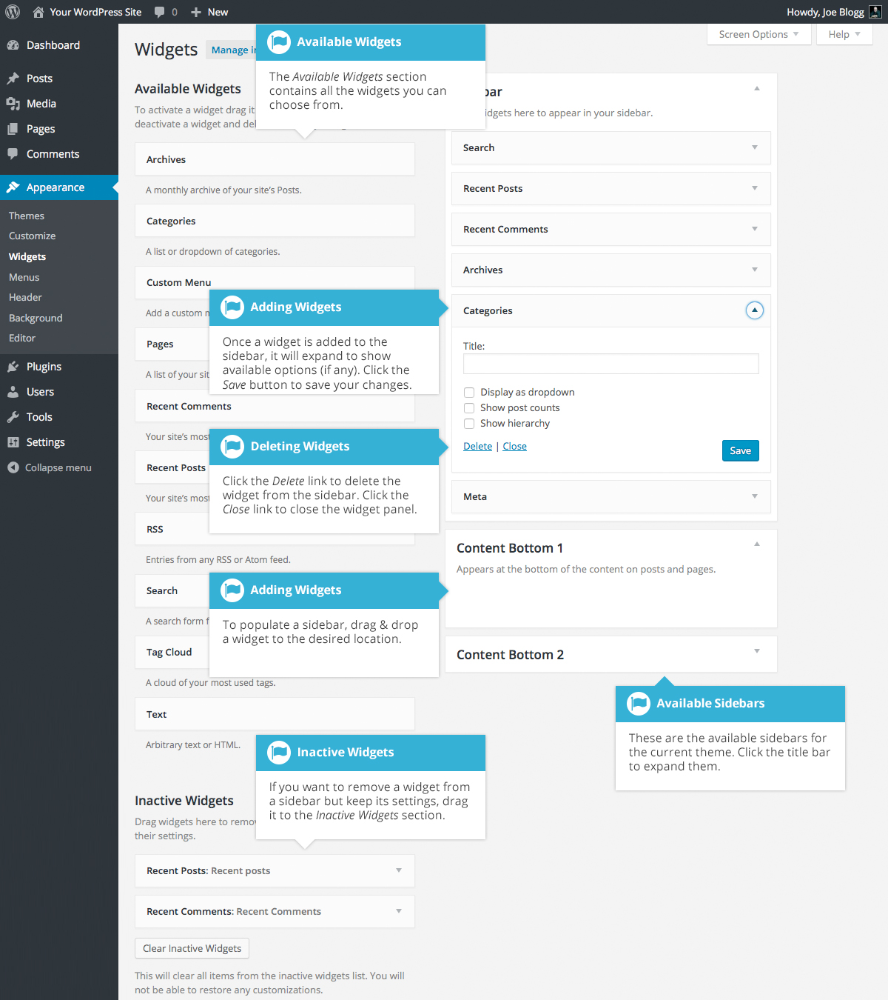 Your WordPress Site
0
New
Howdy, Joe Blogg
Dashboard
Posts
Media
Pages
Comments
Appearance
Themes
Customize
Widgets
Menus
Header
Background
Editor
Plugins
Users
Tools
Settings
Collapse menu
Screen Options
Help
Widgets
Manage in
Available Widgets
The Available Widgets section
contains all the widgets you can
choose from.
Available Widgets
To activate a widget drag it
deactivate a widget and del
Archives
A monthly archive of your site's Posts.
Categories
A list or dropdown of categories.
Custom Menu
Add a custom
Pages
A list of your sit
Recent Comments
Your site's most
Recent Posts
Your site's most
RSS
Entries from any RSS or Atom feed.
Search
A search form f
Tag Cloud
A cloud of your most used tags.
Text
Arbitrary text or HTML.
Adding Widgets
Once a widget is added to the
sidebar, it will expand to show
available options (if any). Click the
Save button to save your changes.
Deleting Widgets
Click the Delete link to delete the
widget from the sidebar. Click the
Close link to close the widget panel.
Adding Widgets
To populate a sidebar, drag & drop
a widget to the desired location.
bar
idgets here to appear in your sidebar.
Search
Recent Posts
Recent Comments
Archives
Categories
Title:
Display as dropdown
Show post counts
Show hierarchy
Delete | Close
Save
Meta
Content Bottom 1
Appears at the bottom of the content on posts and pages.
Content Bottom 2
Available Sidebars
These are the available sidebars for
the current theme. Click the title bar
to expand them.
Inactive Widgets
If you want to remove a widget from
a sidebar but keep its settings, drag
it to the Inactive Widgets section.
Inactive Widgets
Drag widgets here to remov
their settings.
Recent Posts: Recent posts
Recent Comments: Recent Comments
Clear Inactive Widgets
This will clear all items from the inactive widgets list. You will
not be able to restore any customizations.